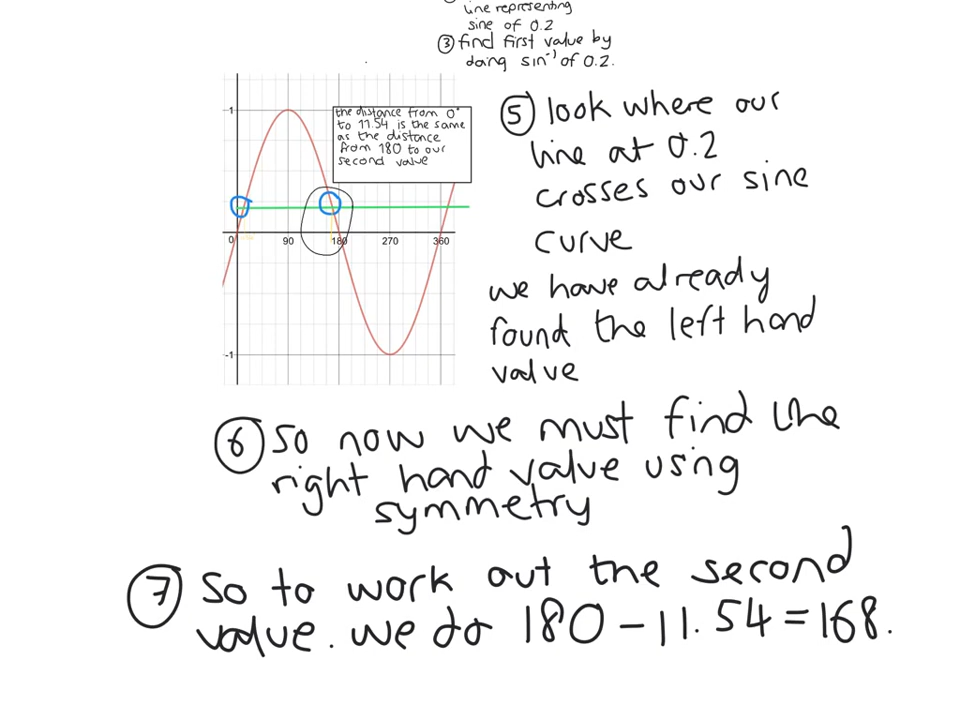 line representing
sine of 0.2
③ find first value by
doing sin⁻¹ of 0.2.
1
the distance from 0°
to 11.54 is the same
as the distance
from 180 to our
second value
0 90 180 270 360
-1
⑤ look where our
line at 0.2
crosses our sine
curve
we have already
found the left hand
value
⑥ So now we must find the
right hand value using
symmetry
⑦ So to work out the second
value. we do 180-11.54=168.